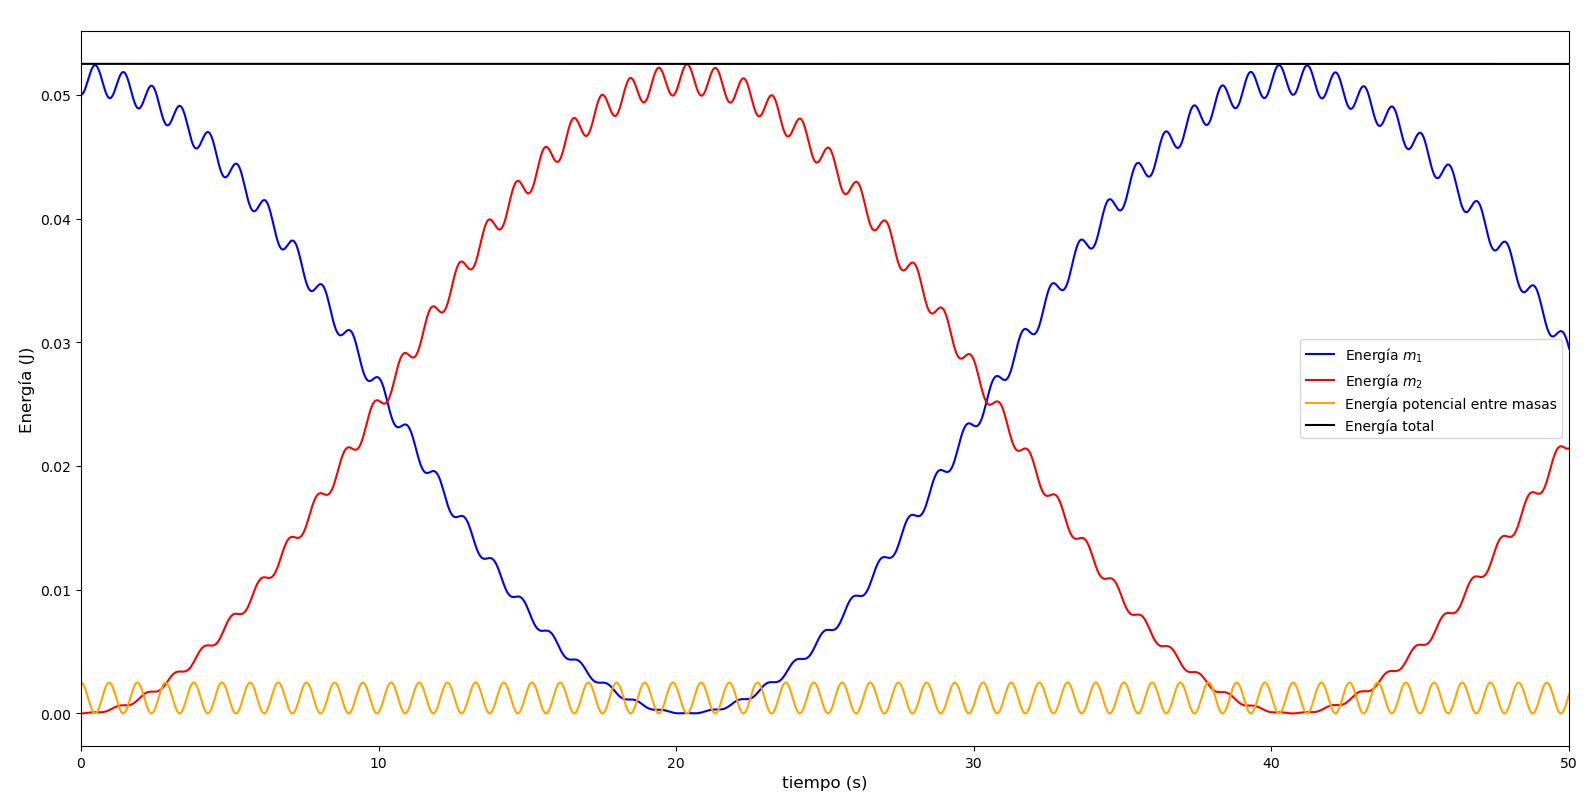 0.05
0.04
0.03
0.02
0.01
0.00
Energía (J)
0
10
20
30
40
50
tiempo (s)
Energía m₁
Energía m₂
Energía potencial entre masas
Energía total